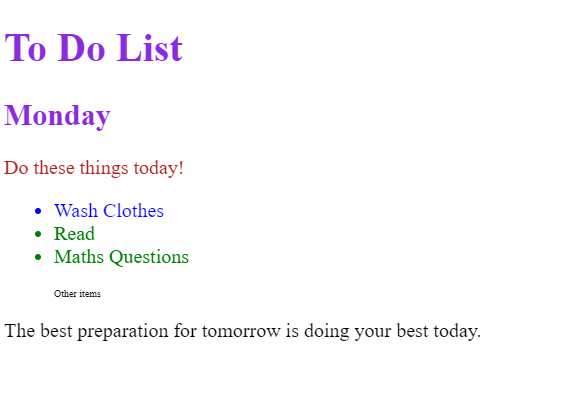 To Do List
Monday
Do these things today!
Wash Clothes
Read
Maths Questions
Other items
The best preparation for tomorrow is doing your best today.